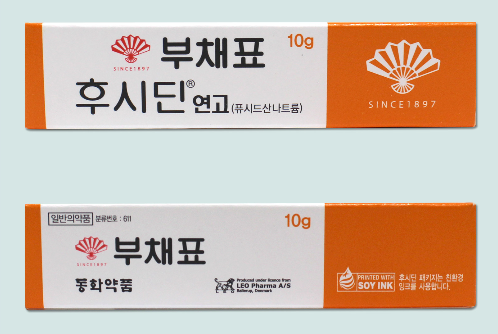 부채표
10g
SINCE1897
후시딘® 연고 (퓨시드산나트륨)
SINCE1897
일반의약품 분류번호 : 611
10g
부채표
SINCE1897
동화약품
Produced under licence from
LEO Pharma A/S
Ballerup, Denmark
PRINTED WITH
SOY INK
후시딘 패키지는 친환경
잉크를 사용합니다.